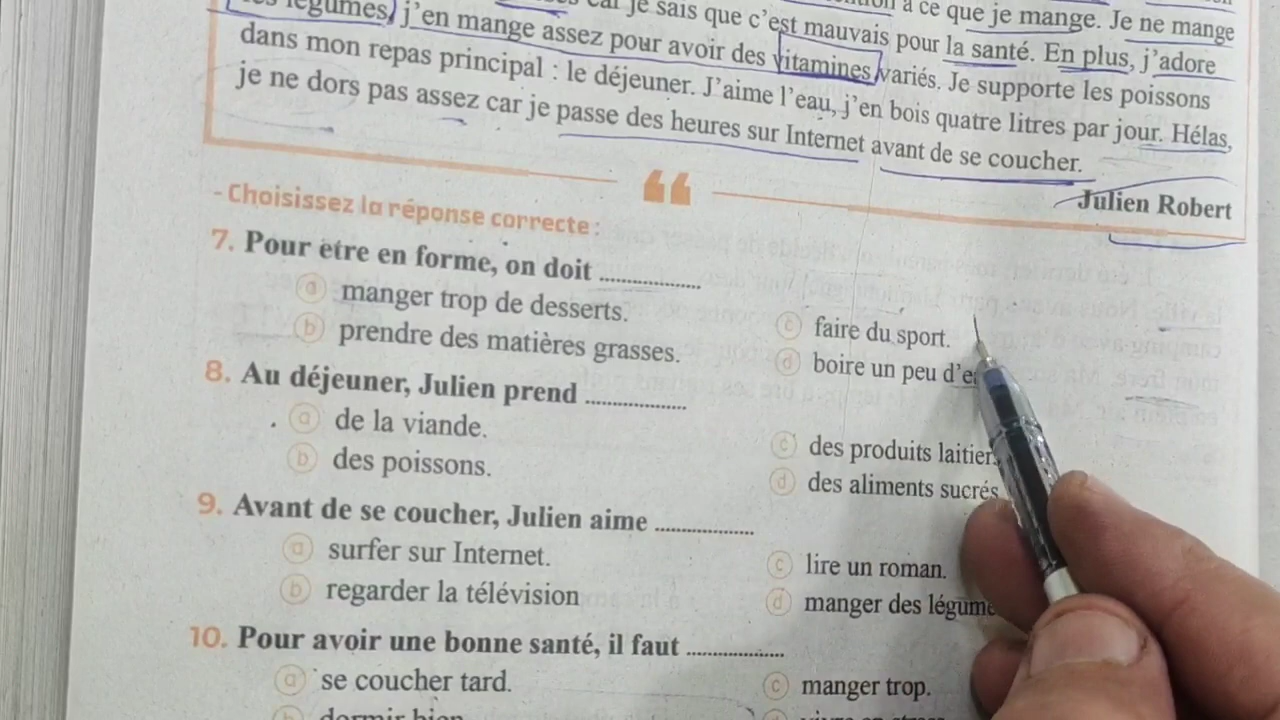 à ce que je mange. Je ne mange
car je sais que c'est mauvais pour la santé. En plus, j'adore
légumes, j'en mange assez pour avoir des vitamines variés. Je supporte les poissons
dans mon repas principal : le déjeuner. J'aime l'eau, j'en bois quatre litres par jour. Hélas,
je ne dors pas assez car je passe des heures sur Internet avant de se coucher.
Julien Robert
- Choisissez la réponse correcte :
7. Pour etre en forme, on doit ....................
a manger trop de desserts.
c faire du sport.
b prendre des matières grasses.
d boire un peu
8. Au déjeuner, Julien prend ....................
a de la viande.
c des produits laitier
b des poissons.
d des aliments sucrés
9. Avant de se coucher, Julien aime ....................
a surfer sur Internet.
c lire un roman.
b regarder la télévision
d manger des légume
10. Pour avoir une bonne santé, il faut ....................
a se coucher tard.
c manger trop.
b dormir bien